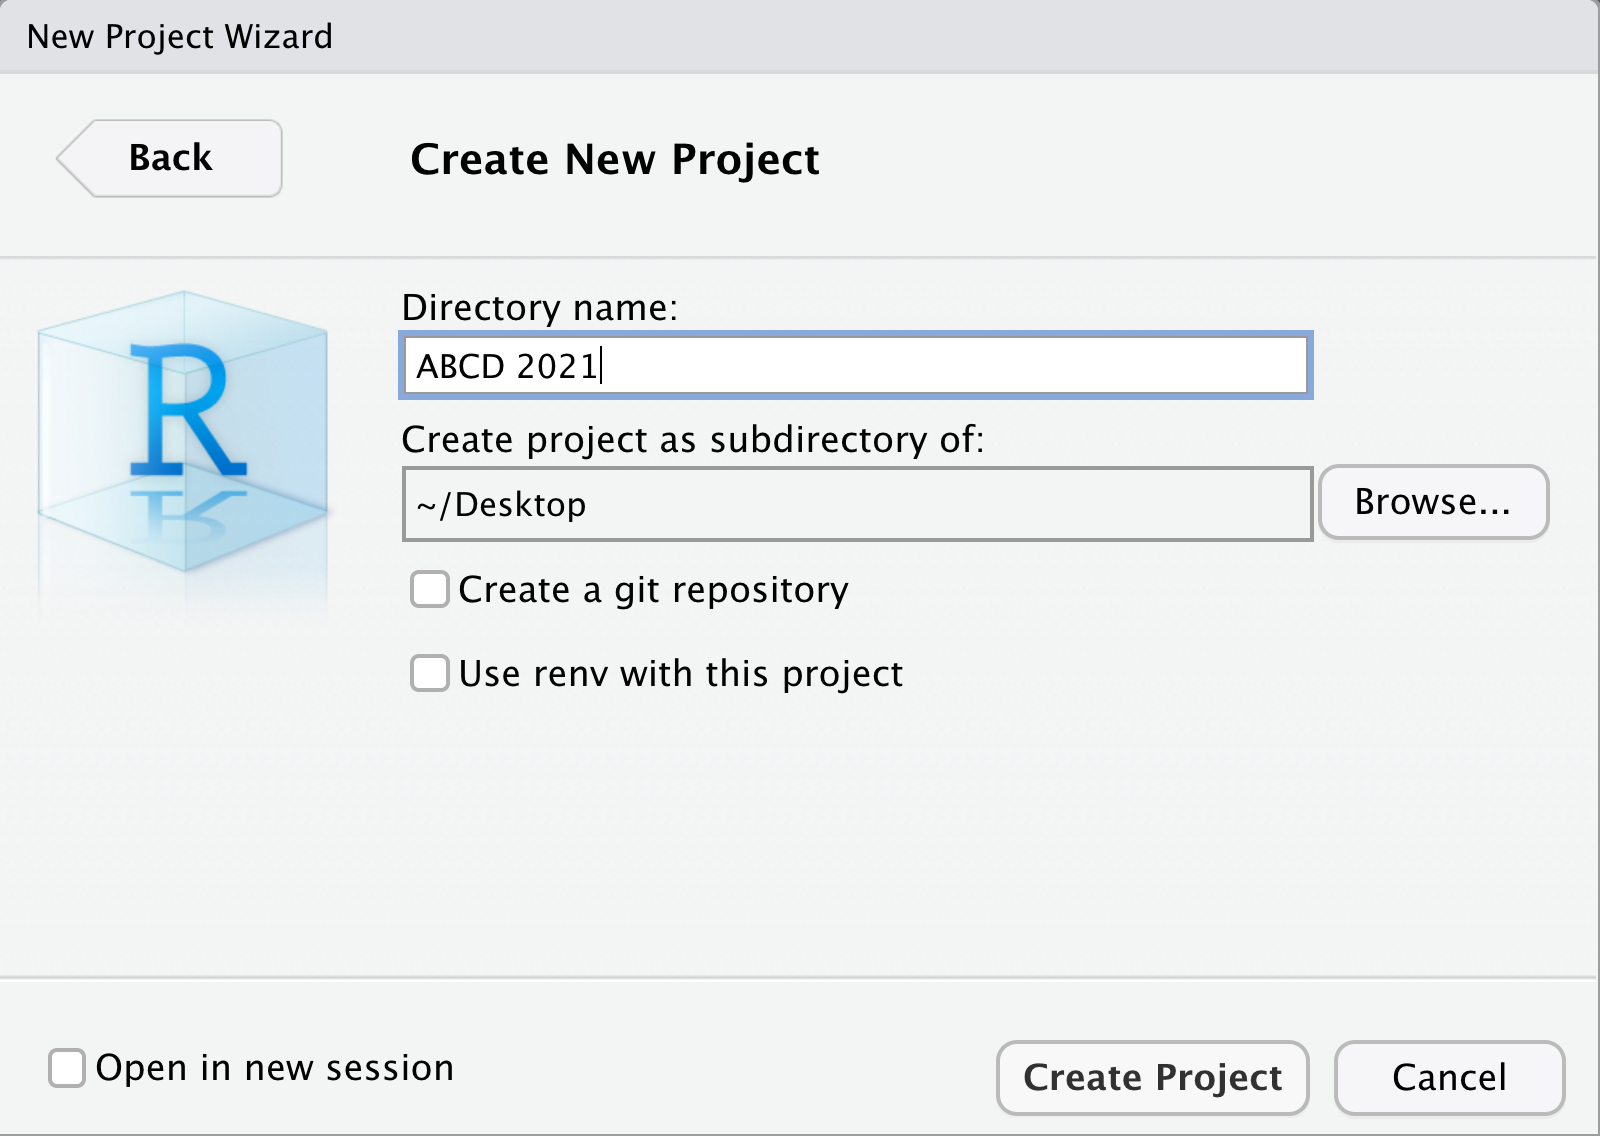 New Project Wizard
Back
Create New Project
R
Directory name:
ABCD 2021
Create project as subdirectory of:
~/Desktop
Browse...
Create a git repository
Use renv with this project
Open in new session
Create Project
Cancel